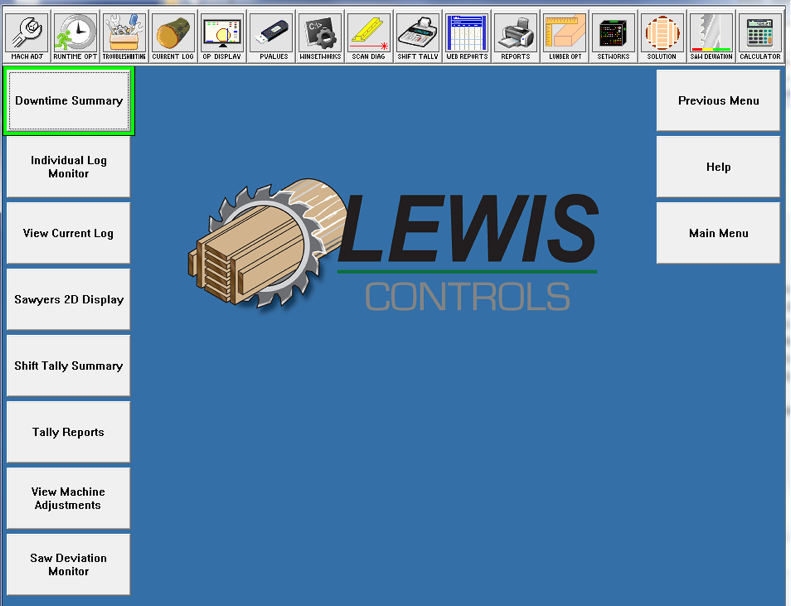 MACH ADJ RUNTIME OPT TROUBLESHOOTING CURRENT LOG OP DISPLAY PVALUES WINSETWORKS SCAN DIAG SHIFT TALLY WEB REPORTS REPORTS LUMBER OPT SETWORKS SOLUTION SAW DEVIATION CALCULATOR
Downtime Summary
Previous Menu
Individual Log
Monitor
Help
View Current Log
Main Menu
LEWIS
CONTROLS
Sawyers 2D Display
Shift Tally Summary
Tally Reports
View Machine
Adjustments
Saw Deviation
Monitor